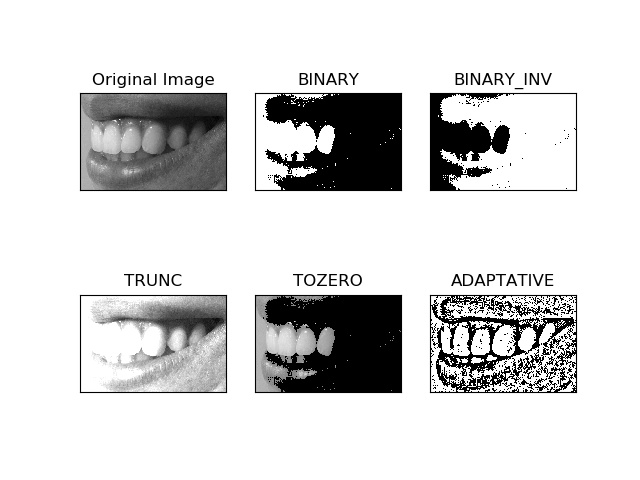 Original Image
BINARY
BINARY_INV
TRUNC
TOZERO
ADAPTATIVE